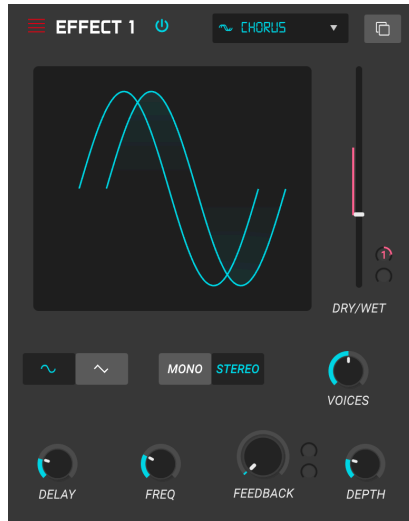 EFFECT 1
CHORUS
1
DRY/WET
MONO STEREO
VOICES
DELAY FREQ FEEDBACK DEPTH